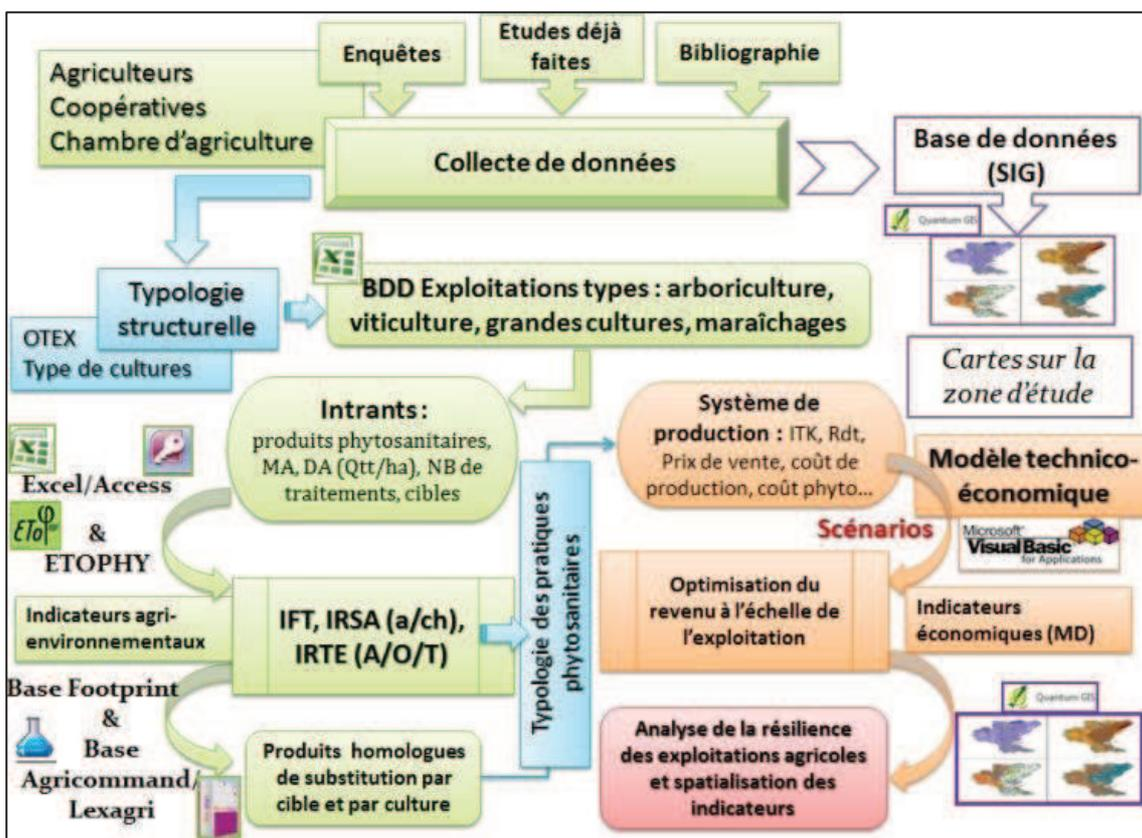 Enquêtes
Etudes déjà
faites
Bibliographie
Agriculteurs
Coopératives
Chambre d'agriculture
Collecte de données
Base de données
(SIG)
Quantum GIS
Typologie
structurelle
OTEX
Type de cultures
BDD Exploitations types : arboriculture,
viticulture, grandes cultures, maraîchages
Cartes sur la
zone d'étude
Intrants :
produits phytosanitaires,
MA, DA (Qtt/ha), NB de
traitements, cibles
Système de
production : ITK, Rdt,
Prix de vente, coût de
production, coût phyto...
Excel/Access
&
ETOPHY
EToφ
Modèle technico-
économique
Scénarios
Microsoft
Visual Basic
for Applications
Typologie des pratiques
phytosanitaires
Indicateurs agri-
environnementaux
IFT, IRSA (a/ch),
IRTE (A/O/T)
Optimisation du
revenu à l'échelle de
l'exploitation
Indicateurs
économiques (MD)
Base Footprint
&
Base
Agricommand/
Lexagri
Produits homologues
de substitution par
cible et par culture
Analyse de la résilience
des exploitations agricoles
et spatialisation des
indicateurs
Quantum GIS